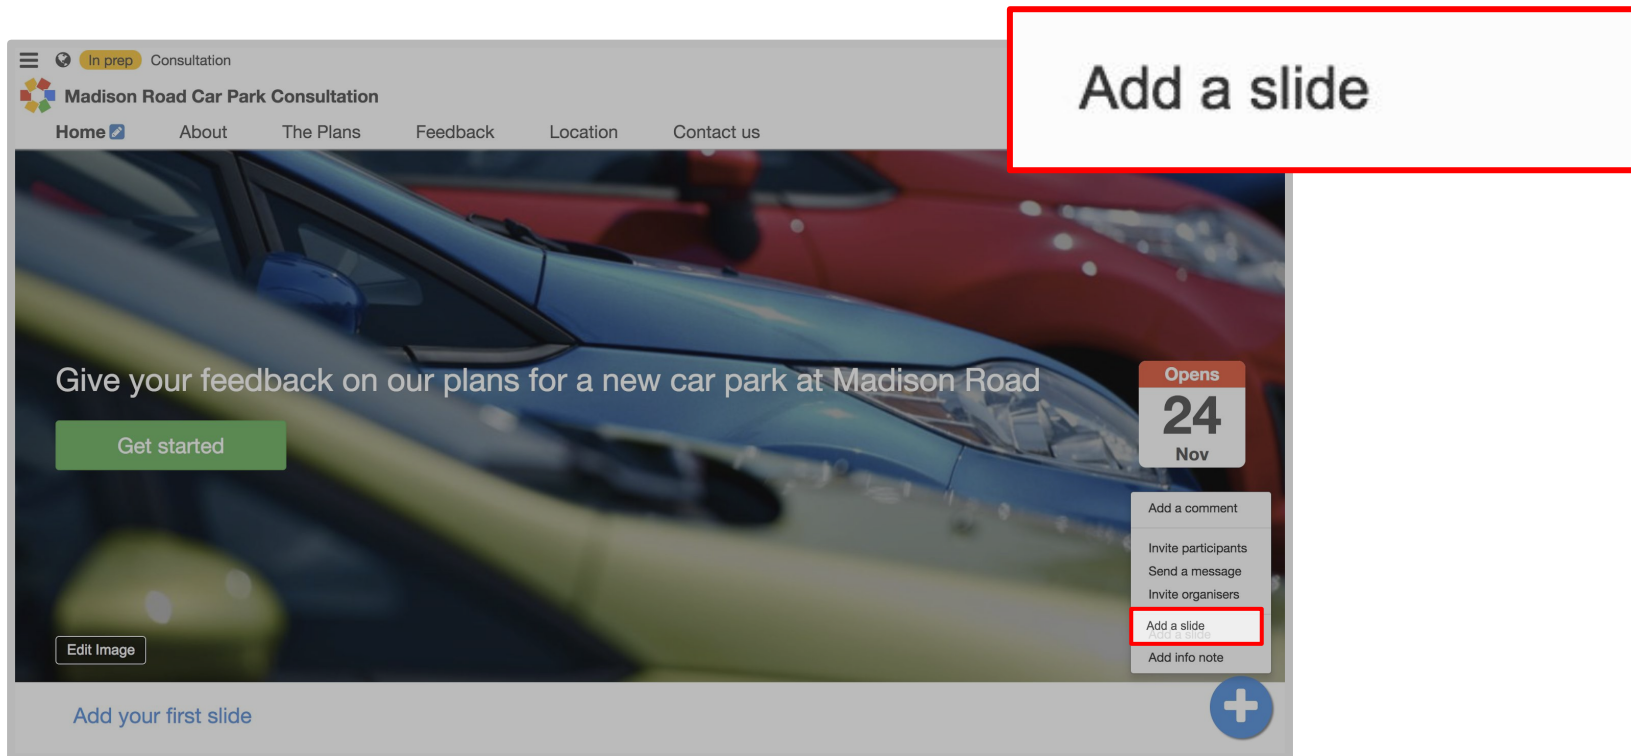 Add a slide
In prep Consultation
Madison Road Car Park Consultation
Home About The Plans Feedback Location Contact us
Give your feedback on our plans for a new car park at Madison Road
Get started
Opens
24
Nov
Add a comment
Invite participants
Send a message
Invite organisers
Add a slide
Add a slide
Add info note
Edit Image
Add your first slide